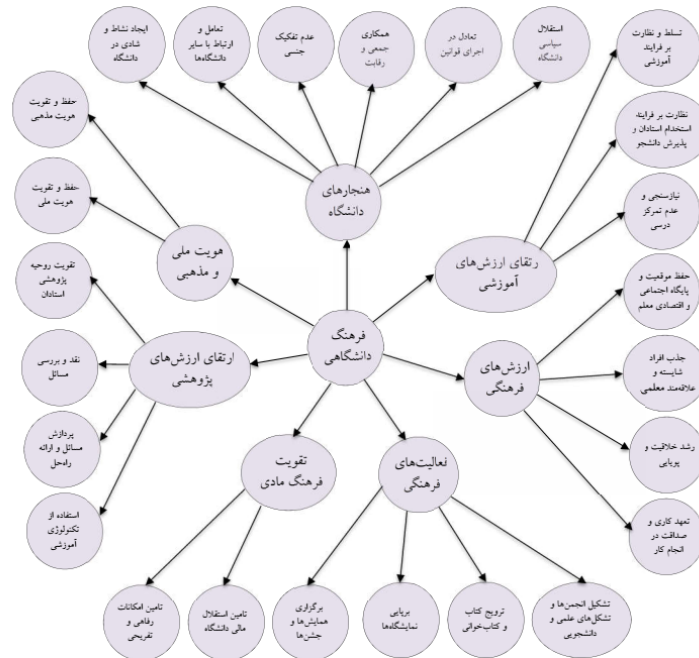 ایجاد نشاط و
شادی در
دانشگاه
تعامل و
ارتباط با سایر
دانشگاه‌ها
عدم تفکیک
جنسی
همکاری
جمعی و
رقابت
تعادل در
اجرای قوانین
استقلال
سیاسی
دانشگاه
تسلط و نظارت
بر فرایند
آموزشی
نظارت بر فرایند
استخدام استادان و
پذیرش دانشجو
نیازسنجی و
عدم تمرکز
درسی
حفظ و تقویت
هویت مذهبی
حفظ و تقویت
هویت ملی
هنجارهای
دانشگاه
هویت ملی
و مذهبی
رتقای ارزش‌های
آموزشی
فرهنگ
دانشگاهی
ارتقای ارزش‌های
پژوهشی
تقویت روحیه
پژوهشی
استادان
نقد و بررسی
مسائل
پردازش
مسائل و ارائه
راه‌حل
استفاده از
تکنولوژی
آموزشی
ارزش‌های
فرهنگی
حفظ موقعیت و
پایگاه اجتماعی
و اقتصادی معلم
جذب افراد
شایسته و
علاقه‌مند معلمی
رشد خلاقیت و
پویایی
تعهد کاری و
صداقت در
انجام کار
تقویت
فرهنگ مادی
فعالیت‌های
فرهنگی
تامین امکانات
رفاهی و
تفریحی
تامین استقلال
مالی دانشگاه
برگزاری
همایش‌ها و
جشن‌ها
برپایی
نمایشگاه‌ها
ترویج کتاب
و کتاب‌خوانی
تشکیل انجمن‌ها و
تشکل‌های علمی و
دانشجویی